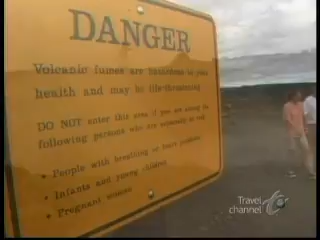 DANGER
Volcanic fumes are hazardous to your
health and may be life-threatening
DO NOT enter this area if you are among the
following persons who are especially at risk
• People with breathing or heart problems
• Infants and young children
• Pregnant women
Travel
channel